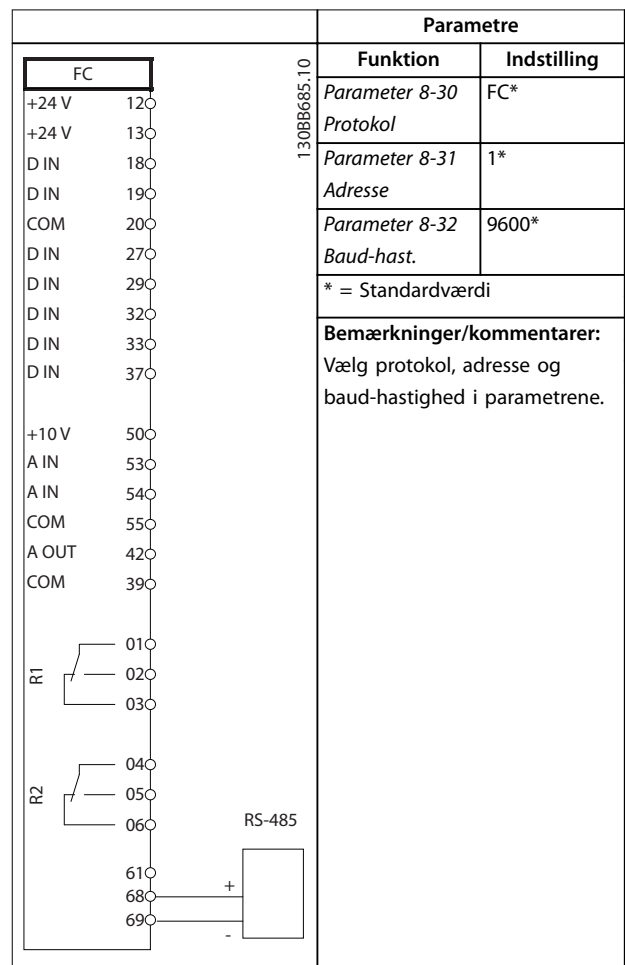 Parametre
Funktion Indstilling
Parameter 8-30 FC*
Protokol
Parameter 8-31 1*
Adresse
Parameter 8-32 9600*
Baud-hast.
* = Standardværdi
Bemærkninger/kommentarer:
Vælg protokol, adresse og
baud-hastighed i parametrene.
130BB685.10
FC
+24 V 12
+24 V 13
D IN 18
D IN 19
COM 20
D IN 27
D IN 29
D IN 32
D IN 33
D IN 37
+10 V 50
A IN 53
A IN 54
COM 55
A OUT 42
COM 39
R1
01
02
03
R2
04
05
06
RS-485
61
68 +
69 -